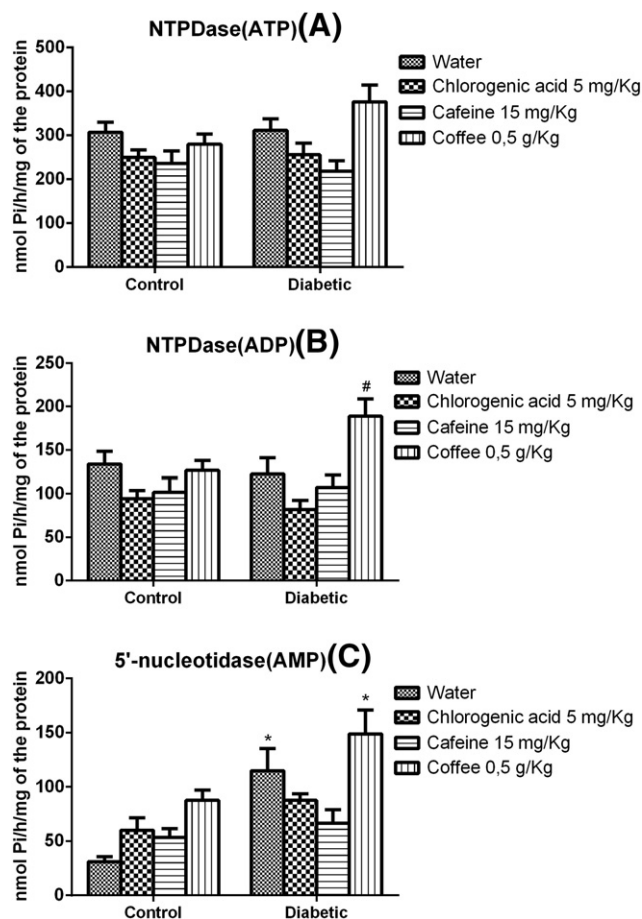 NTPDase(ATP)(A)
nmol Pi/h/mg of the protein
500
400
300
200
100
0
Control
Diabetic
Water
Chlorogenic acid 5 mg/Kg
Cafeine 15 mg/Kg
Coffee 0,5 g/Kg
NTPDase(ADP)(B)
nmol Pi/h/mg of the protein
250
200
150
100
50
0
#
Control
Diabetic
Water
Chlorogenic acid 5 mg/Kg
Cafeine 15 mg/Kg
Coffee 0,5 g/Kg
5'-nucleotidase(AMP)(C)
nmol Pi/h/mg of the protein
200
150
100
50
0
*
*
Control
Diabetic
Water
Chlorogenic acid 5 mg/Kg
Cafeine 15 mg/Kg
Coffee 0,5 g/Kg